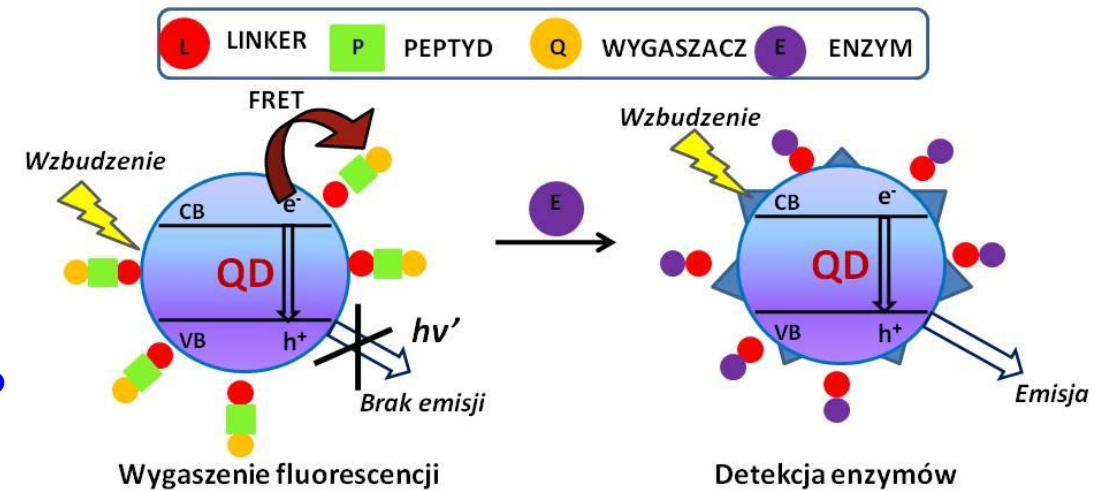 L LINKER P PEPTYD Q WYGASZACZ E ENZYM
FRET
Wzbudzenie
CB e-
QD
VB h+
hv’
Brak emisji
Wygaszenie fluorescencji
E
Wzbudzenie
CB e-
QD
VB h+
Emisja
Detekcja enzymów